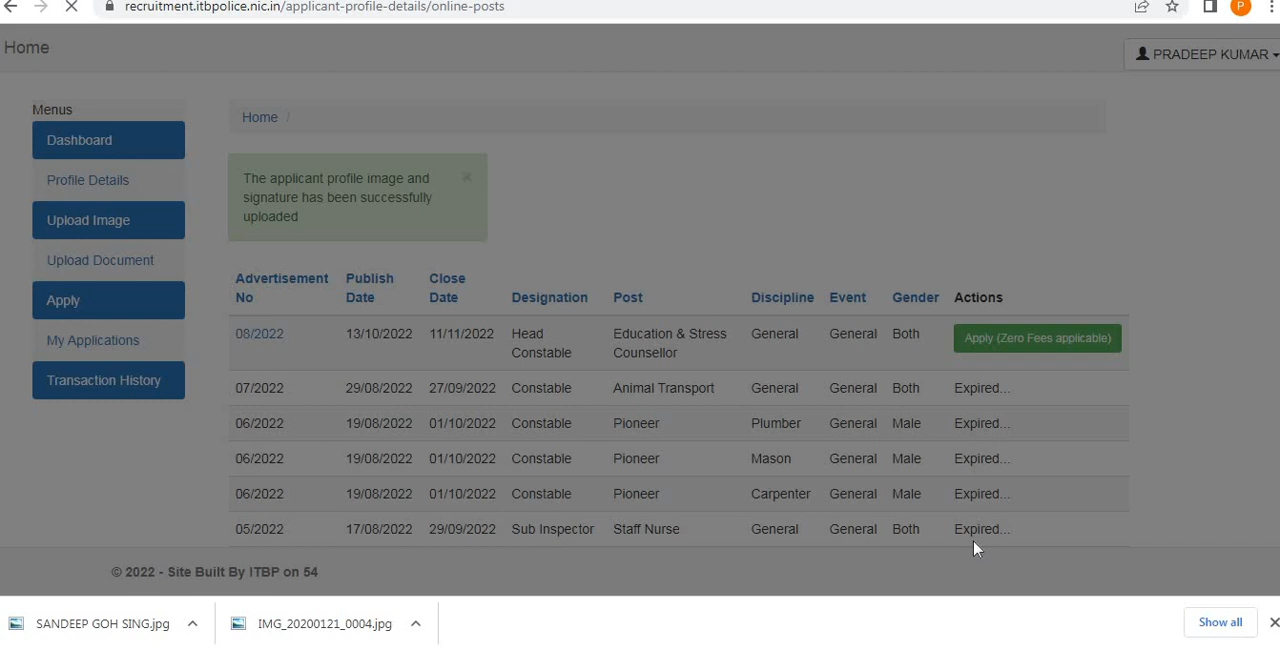 recruitment.itbpolice.nic.in/applicant-profile-details/online-posts
P
Home
PRADEEP KUMAR
Menus
Dashboard
Profile Details
Upload Image
Upload Document
Apply
My Applications
Transaction History
Home /
The applicant profile image and
signature has been successfully
uploaded
×
Advertisement No Publish Date Close Date Designation Post Discipline Event Gender Actions
08/2022 13/10/2022 11/11/2022 Head Constable Education & Stress Counsellor General General Both Apply (Zero Fees applicable)
07/2022 29/08/2022 27/09/2022 Constable Animal Transport General General Both Expired...
06/2022 19/08/2022 01/10/2022 Constable Pioneer Plumber General Male Expired...
06/2022 19/08/2022 01/10/2022 Constable Pioneer Mason General Male Expired...
06/2022 19/08/2022 01/10/2022 Constable Pioneer Carpenter General Male Expired...
05/2022 17/08/2022 29/09/2022 Sub Inspector Staff Nurse General General Both Expired...
© 2022 - Site Built By ITBP on 54
SANDEEP GOH SING.jpg
IMG_20200121_0004.jpg
Show all